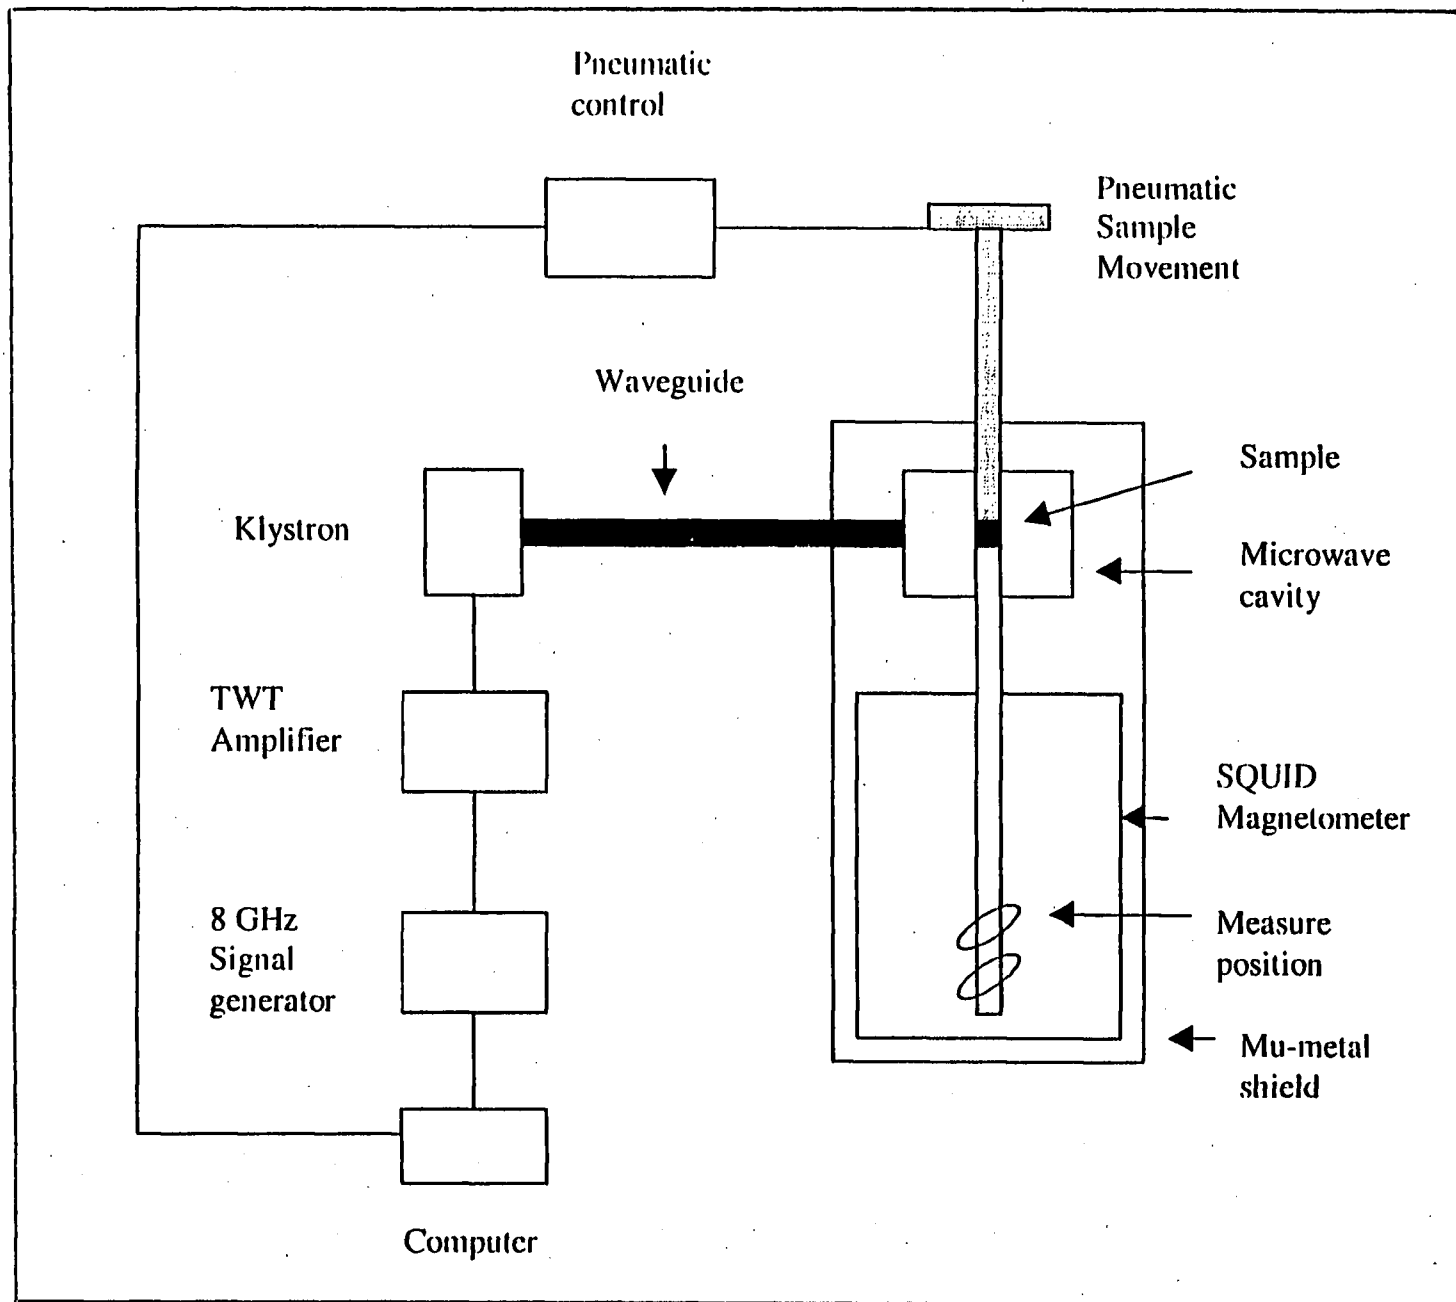 Pneumatic
control
Pneumatic
Sample
Movement
Waveguide
Sample
Klystron
Microwave
cavity
TWT
Amplifier
SQUID
Magnetometer
8 GHz
Signal
generator
Measure
position
Mu-metal
shield
Computer